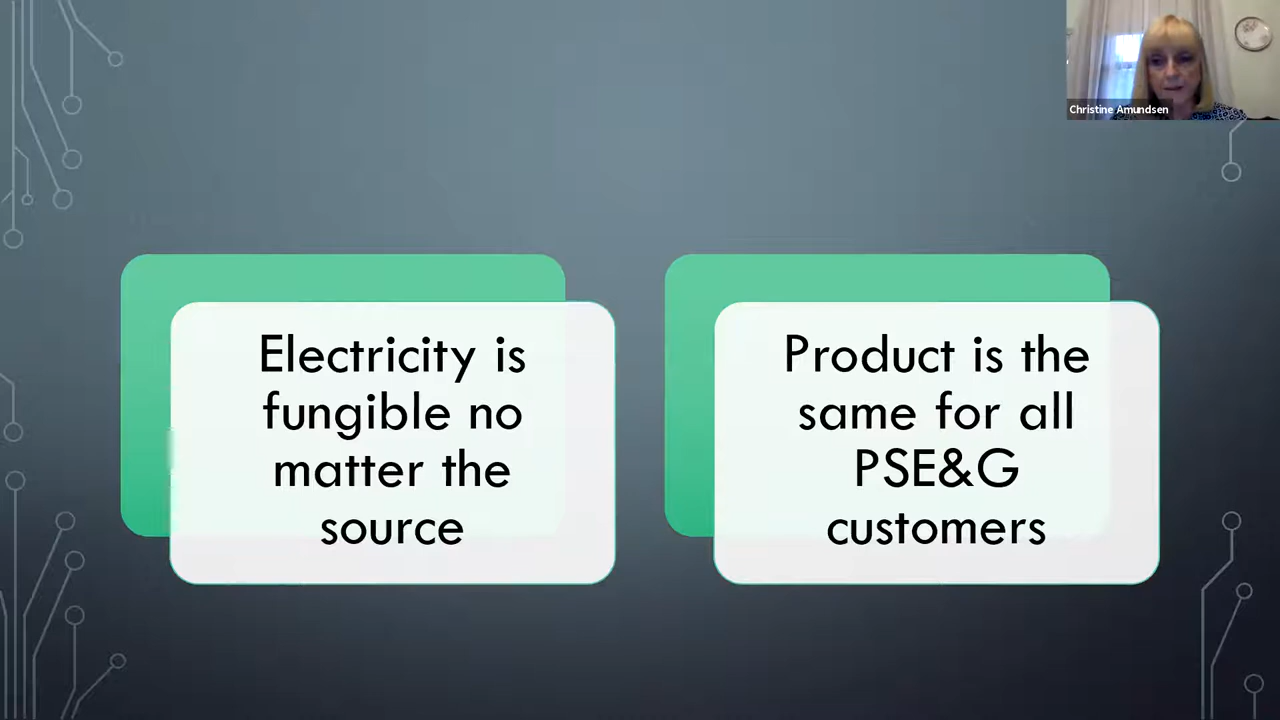 Christine Amundsen
Electricity is
fungible no
matter the
source
Product is the
same for all
PSE&G
customers